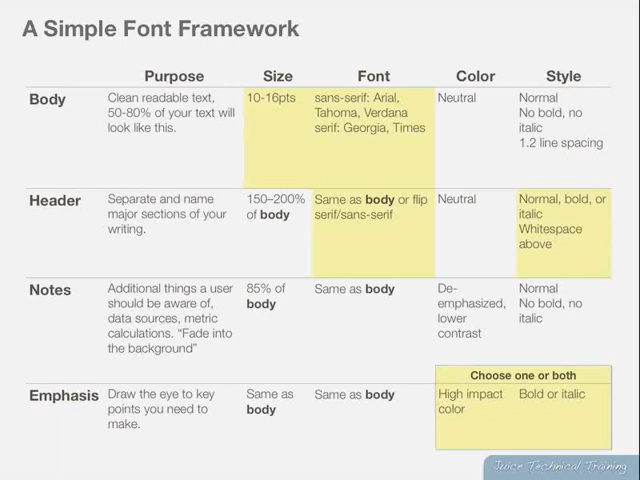 A Simple Font Framework
Purpose Size Font Color Style
Body Clean readable text, 10-16pts sans-serif: Arial, Neutral Normal
50-80% of your text will Tahoma, Verdana No bold, no
look like this. serif: Georgia, Times italic
1.2 line spacing
Header Separate and name 150–200% Same as body or flip Neutral Normal, bold, or
major sections of your of body serif/sans-serif italic
writing. Whitespace
above
Notes Additional things a user 85% of Same as body De- Normal
should be aware of, body emphasized, No bold, no
data sources, metric lower italic
calculations. “Fade into contrast
the background”
Choose one or both
Emphasis Draw the eye to key Same as Same as body High impact Bold or italic
points you need to body color
make.
Juice Technical Training